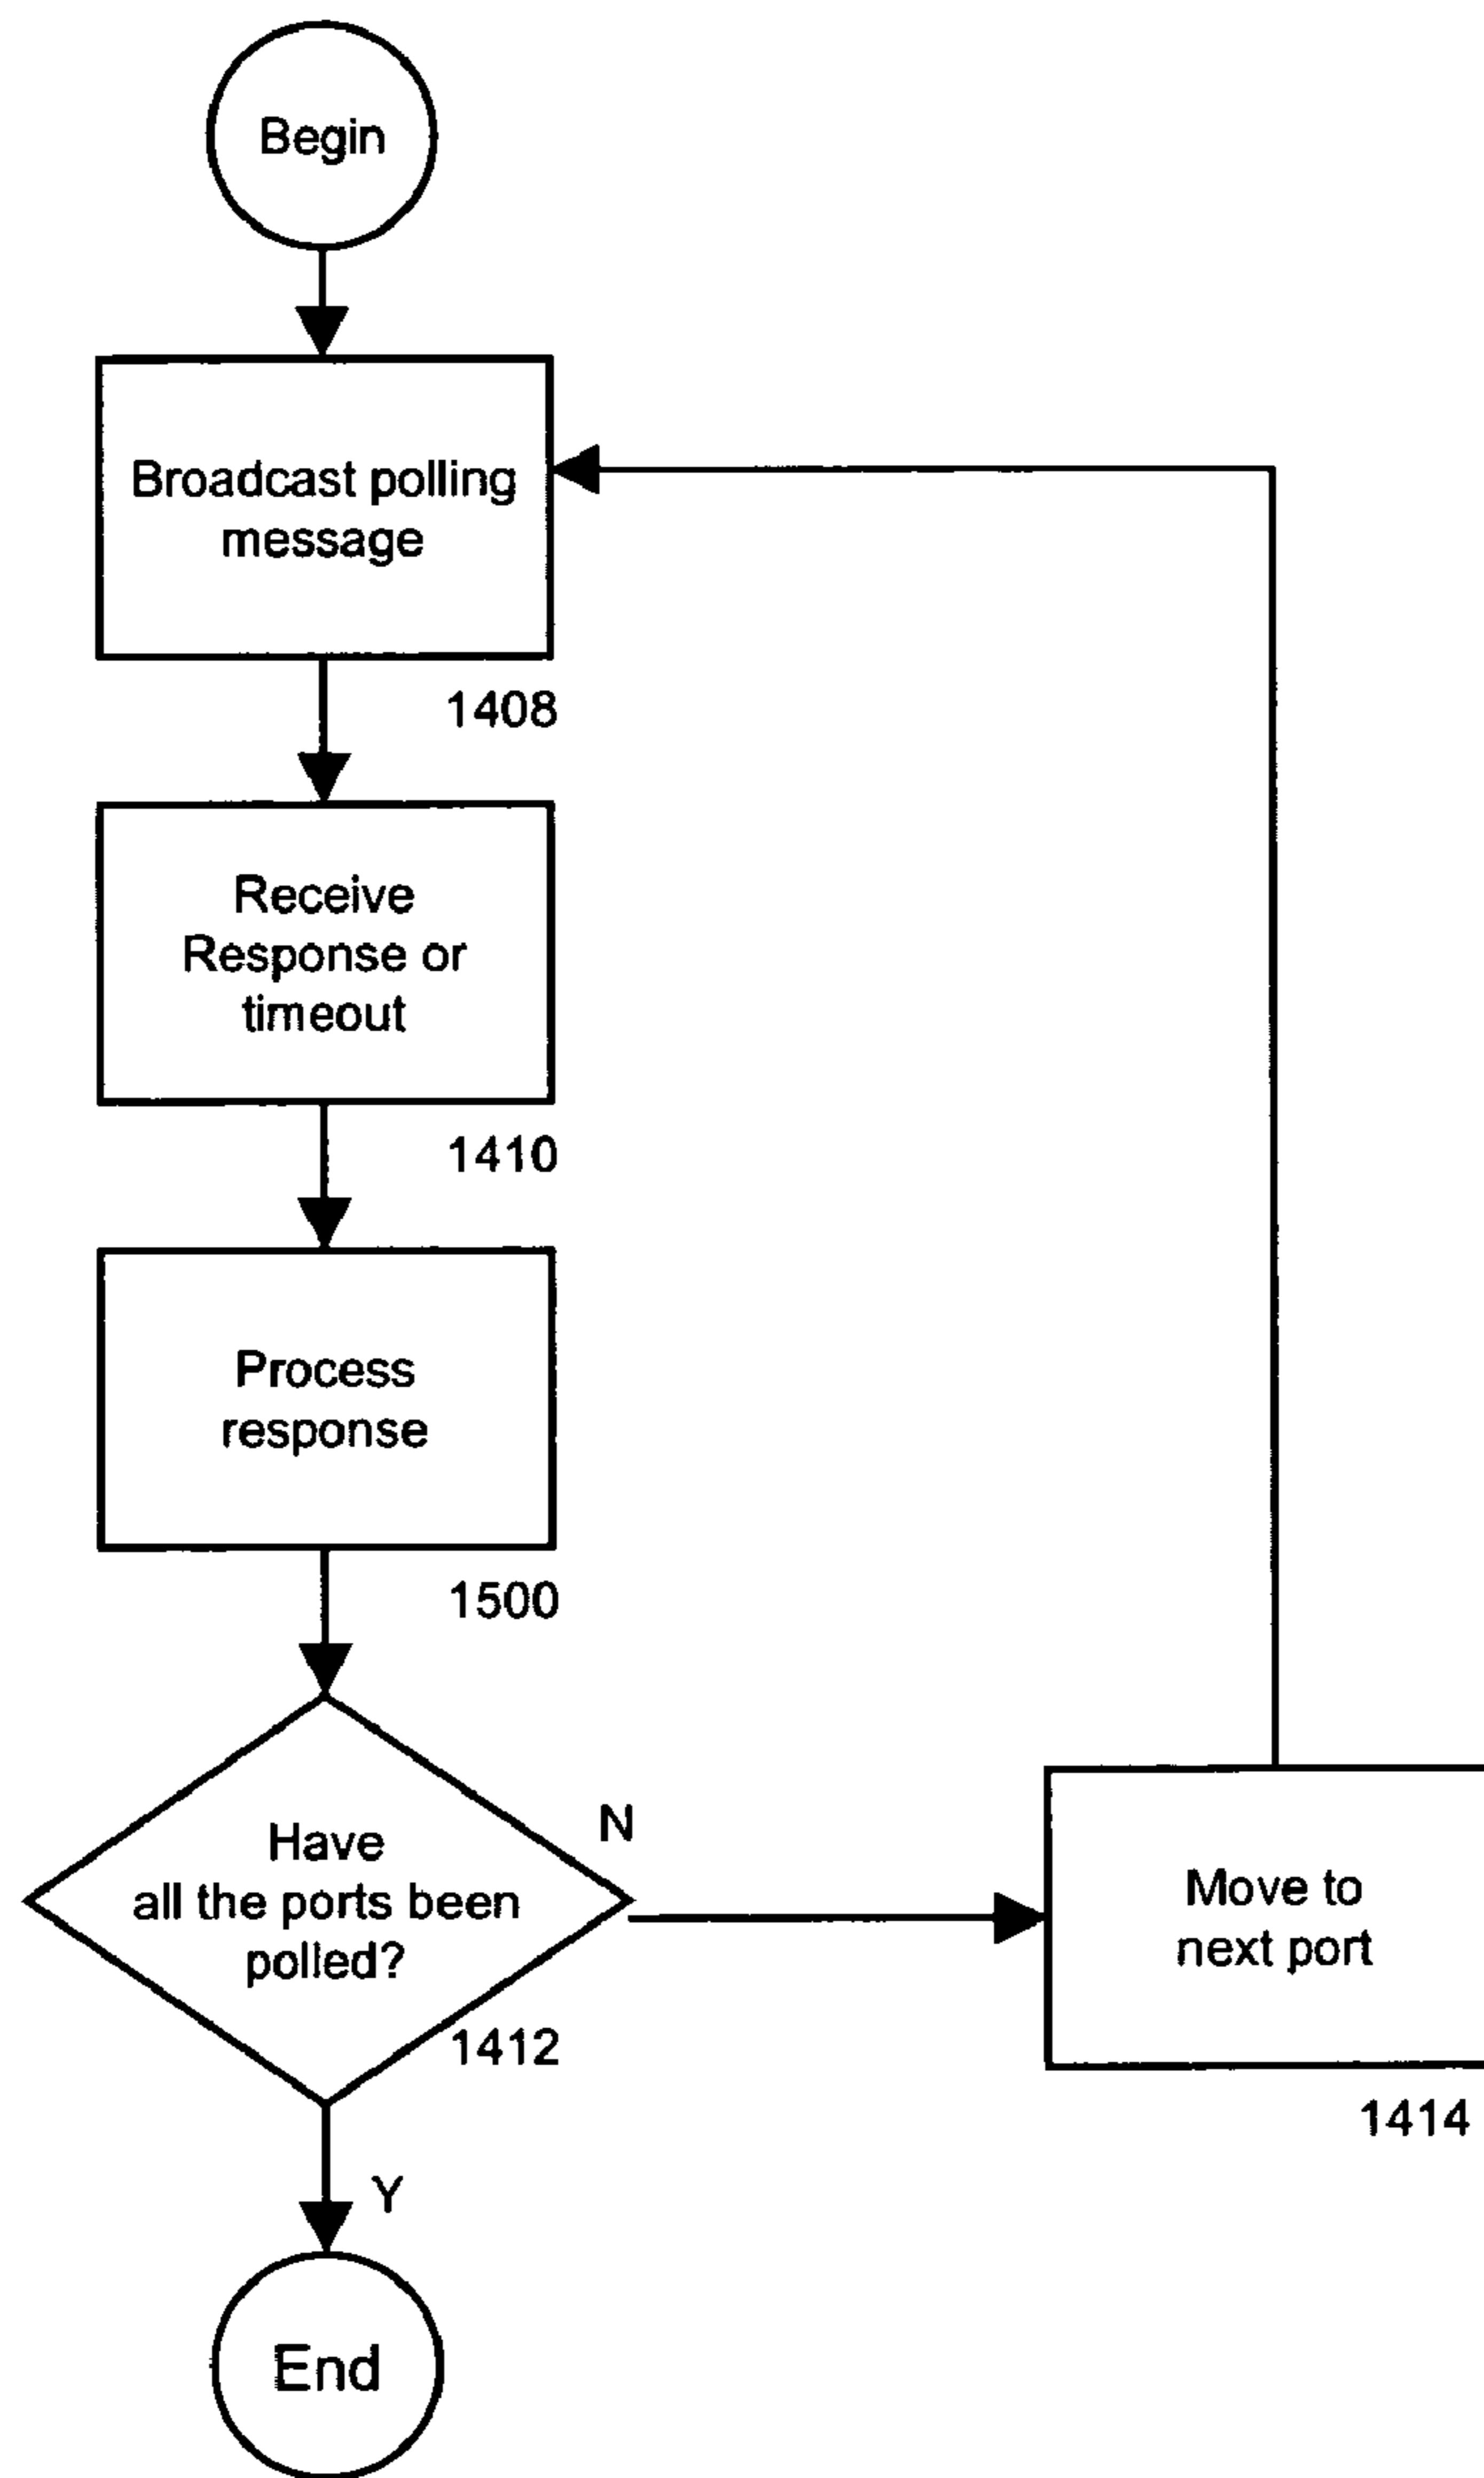 Begin
Broadcast polling
message
1408
Receive
Response or
timeout
1410
Process
response
1500
Have
all the ports been
polled?
N
1412
Move to
next port
1414
Y
End